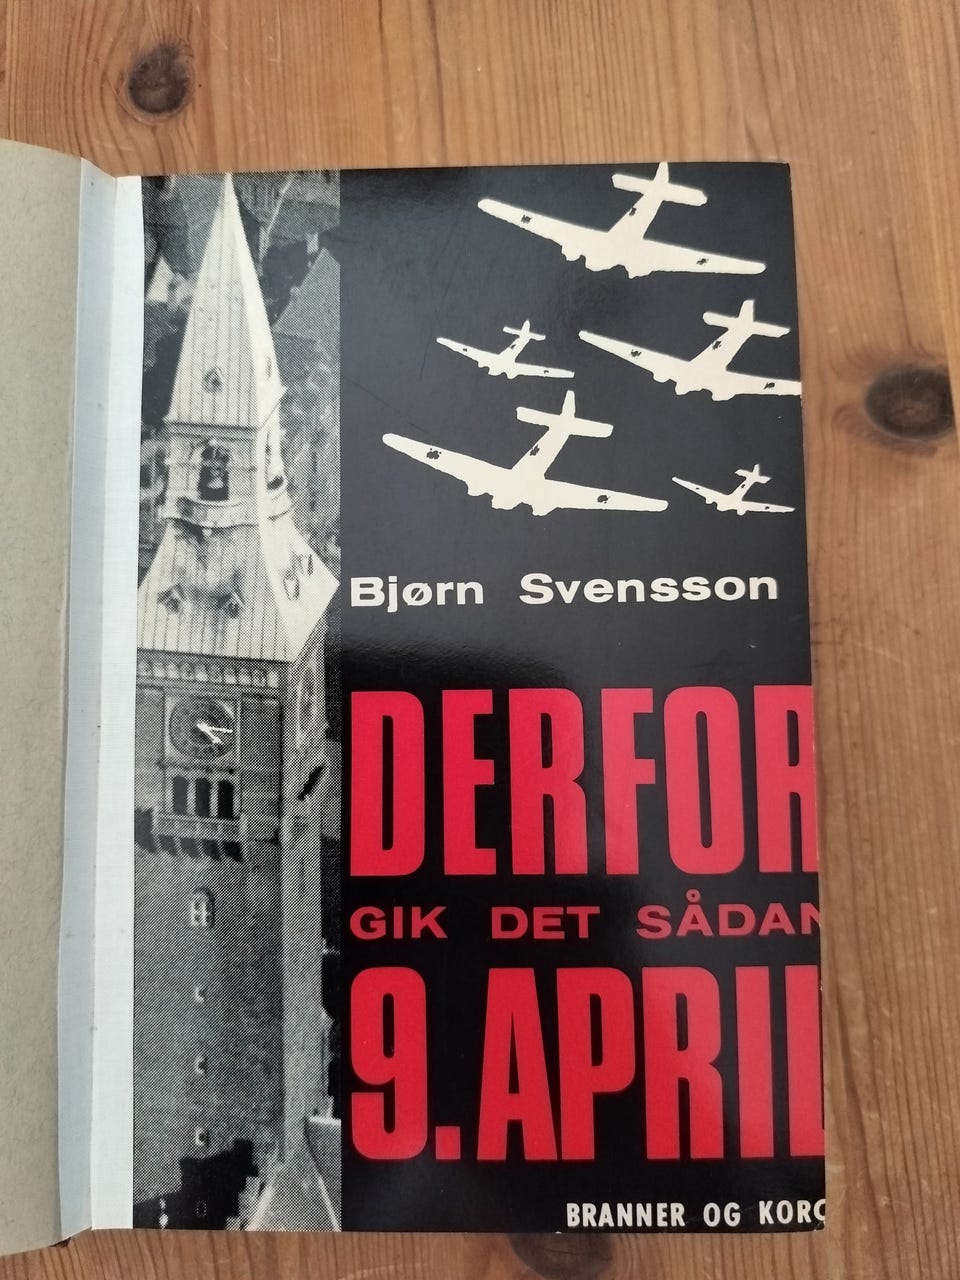 Bjørn Svensson
DERFOR
GIK DET SÅDAN
9. APRIL
BRANNER OG KORC